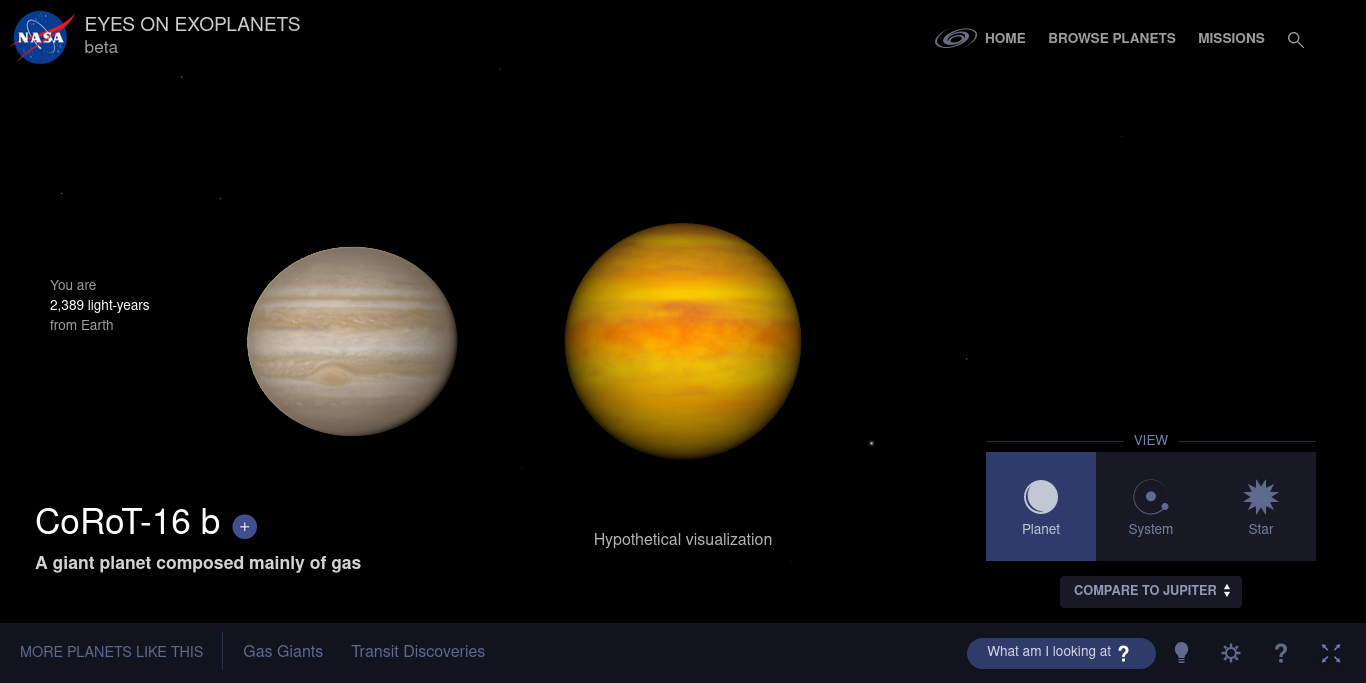 NASA
EYES ON EXOPLANETS
beta
HOME
BROWSE PLANETS
MISSIONS
You are
2,389 light-years
from Earth
CoRoT-16 b +
A giant planet composed mainly of gas
Hypothetical visualization
VIEW
Planet
System
Star
COMPARE TO JUPITER
MORE PLANETS LIKE THIS
Gas Giants
Transit Discoveries
What am I looking at ?
?